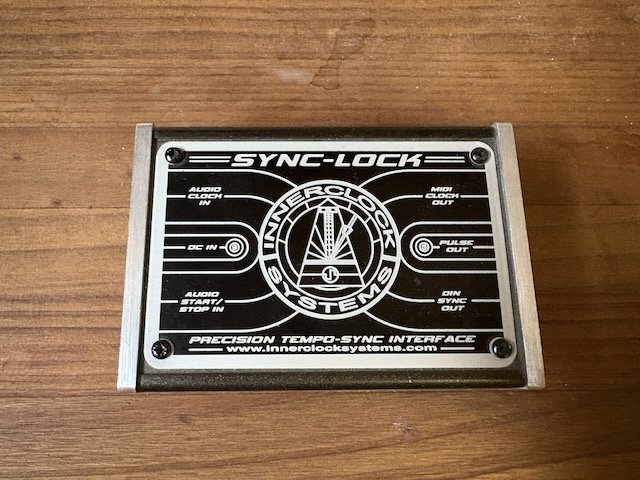 SYNC-LOCK
AUDIO
CLOCK
IN
DC IN
AUDIO
START/
STOP IN
INNERCLOCK
SYSTEMS
MIDI
CLOCK
OUT
PULSE
OUT
DIN
SYNC
OUT
PRECISION TEMPO-SYNC INTERFACE
www.innerclocksystems.com